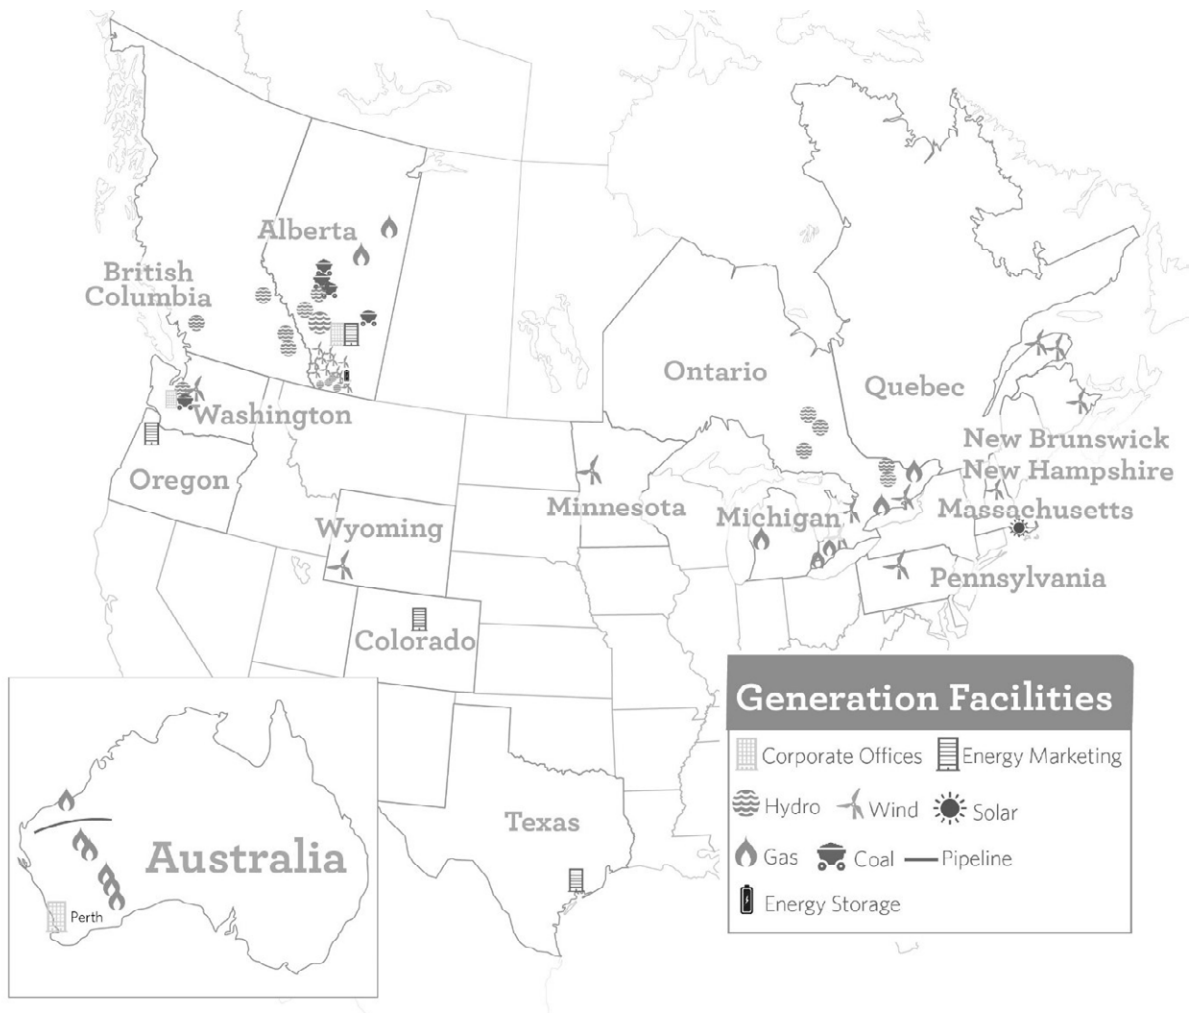 Alberta
British
Columbia
Ontario
Quebec
Washington
New Brunswick
Oregon
New Hampshire
Minnesota
Massachusetts
Michigan
Wyoming
Pennsylvania
Colorado
Generation Facilities
Corporate Offices
Energy Marketing
Hydro
Wind
Solar
Gas
Coal
Pipeline
Energy Storage
Texas
Australia
Perth